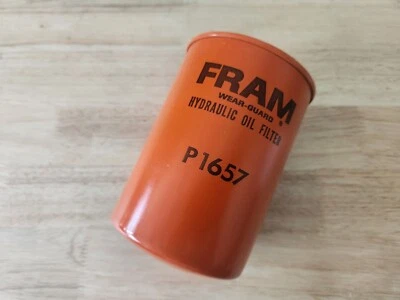 FRAM®
WEAR-GUARD
HYDRAULIC OIL FILTER
P1657